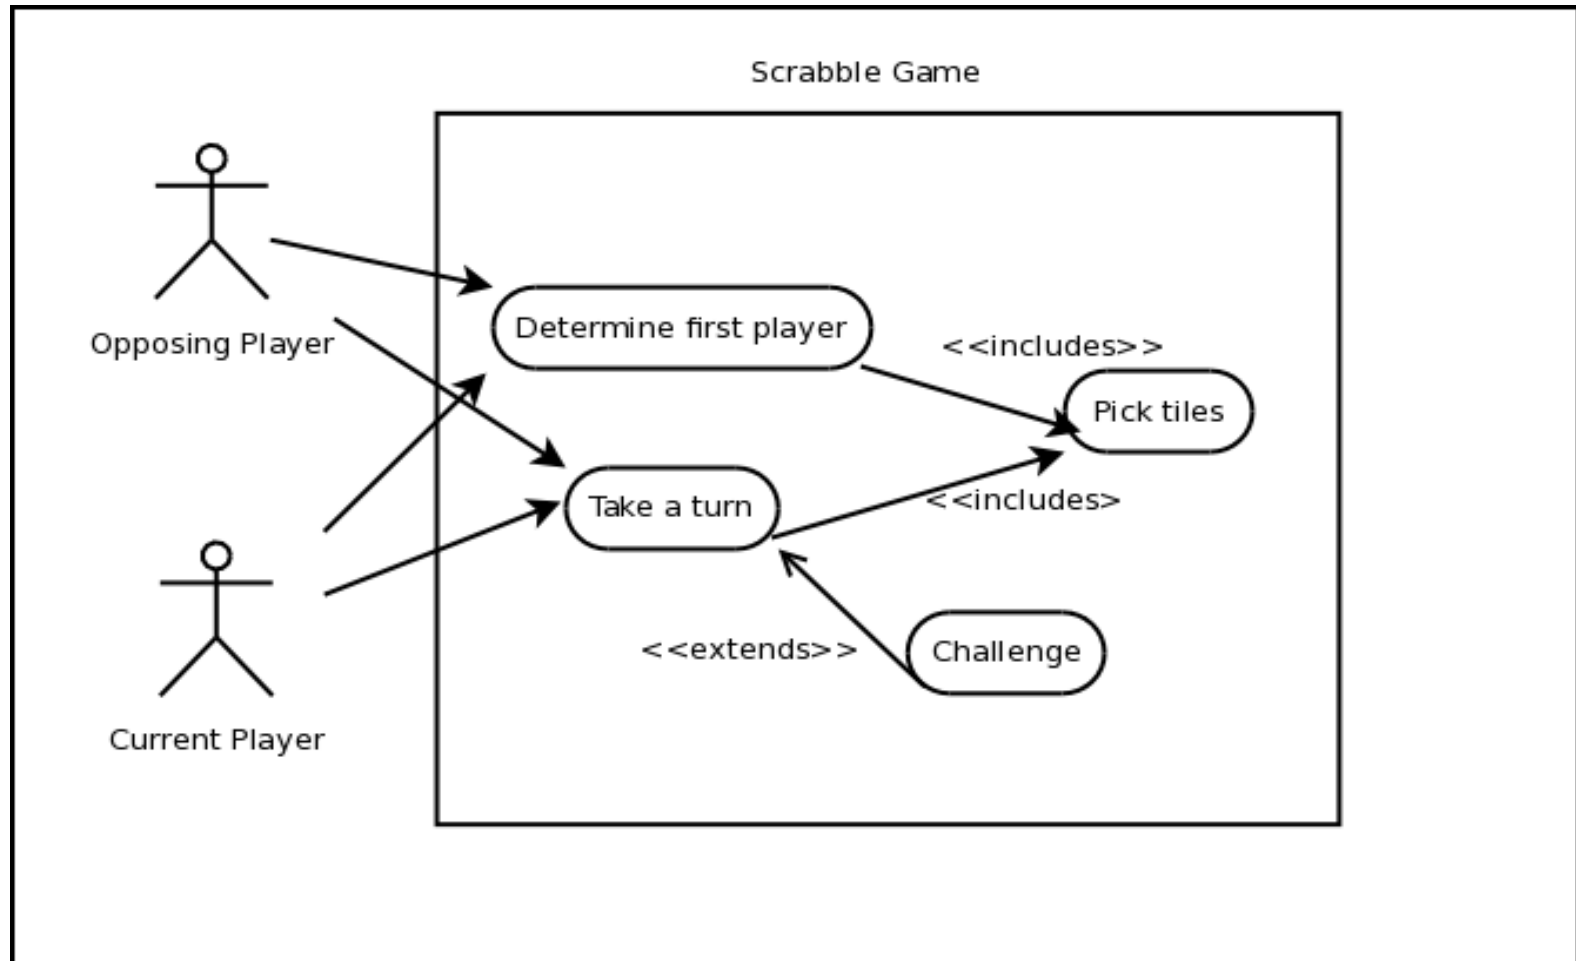 Scrabble Game
Opposing Player
Determine first player
<<includes>>
Pick tiles
Take a turn
<<includes>
<<extends>>
Challenge
Current Player